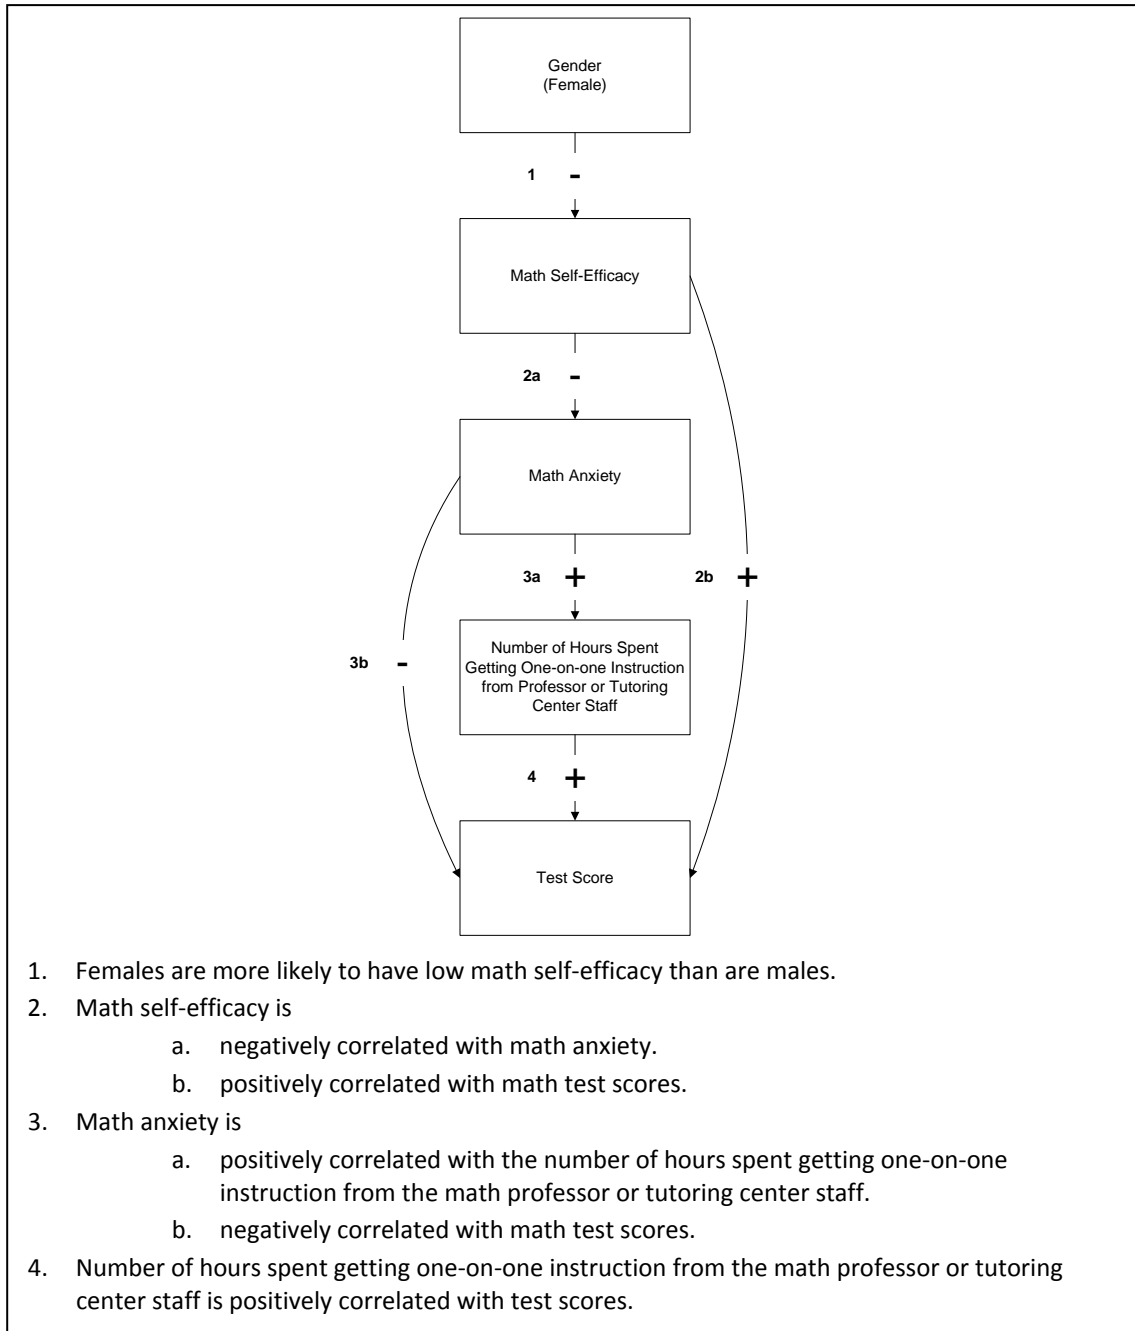 Gender
(Female)
1 -
Math Self-Efficacy
2a -
Math Anxiety
3a + 2b +
Number of Hours Spent
Getting One-on-one Instruction
from Professor or Tutoring
Center Staff
3b -
4 +
Test Score
1. Females are more likely to have low math self-efficacy than are males.
2. Math self-efficacy is
a. negatively correlated with math anxiety.
b. positively correlated with math test scores.
3. Math anxiety is
a. positively correlated with the number of hours spent getting one-on-one
instruction from the math professor or tutoring center staff.
b. negatively correlated with math test scores.
4. Number of hours spent getting one-on-one instruction from the math professor or tutoring
center staff is positively correlated with test scores.